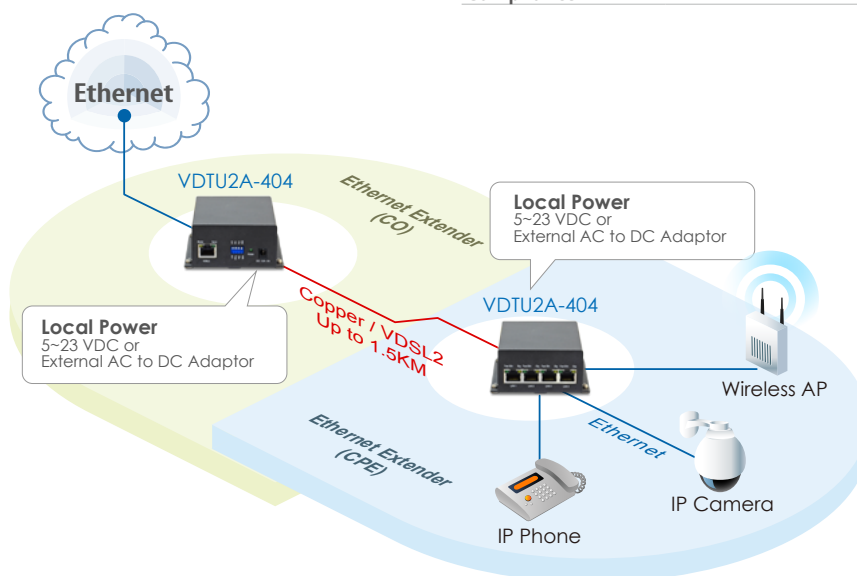 Ethernet
VDTU2A-404
Ethernet Extender
(CO)
Local Power
5~23 VDC or
External AC to DC Adaptor
Local Power
5~23 VDC or
External AC to DC Adaptor
Copper / VDSL2
Up to 1.5KM
VDTU2A-404
Wireless AP
Ethernet
Ethernet Extender
(CPE)
IP Camera
IP Phone